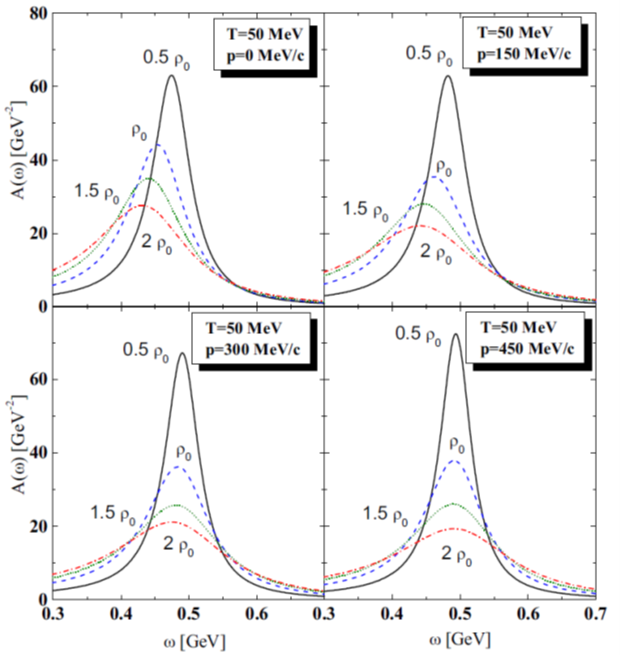 80
60
40
20
0
A(ω) [GeV⁻²]
T=50 MeV
p=0 MeV/c
0.5 ρ₀
ρ₀
1.5 ρ₀
2 ρ₀
T=50 MeV
p=150 MeV/c
0.5 ρ₀
ρ₀
1.5 ρ₀
2 ρ₀
60
40
20
0
A(ω) [GeV⁻²]
T=50 MeV
p=300 MeV/c
0.5 ρ₀
ρ₀
1.5 ρ₀
2 ρ₀
T=50 MeV
p=450 MeV/c
0.5 ρ₀
ρ₀
1.5 ρ₀
2 ρ₀
0.3 0.4 0.5 0.6 0.3 0.4 0.5 0.6 0.7
ω [GeV] ω [GeV]